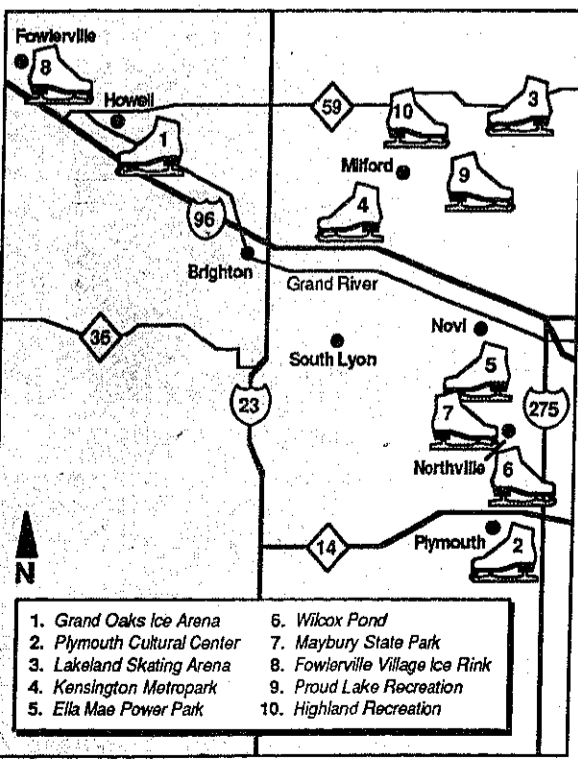 Fowlerville
8
Howell
59
10
3
1
Milford
9
4
96
Brighton
Grand River
36
Novi
South Lyon
5
23
275
7
Northville
6
N
14
Plymouth
2
1. Grand Oaks Ice Arena
2. Plymouth Cultural Center
3. Lakeland Skating Arena
4. Kensington Metropark
5. Ella Mae Power Park
6. Wilcox Pond
7. Maybury State Park
8. Fowlerville Village Ice Rink
9. Proud Lake Recreation
10. Highland Recreation